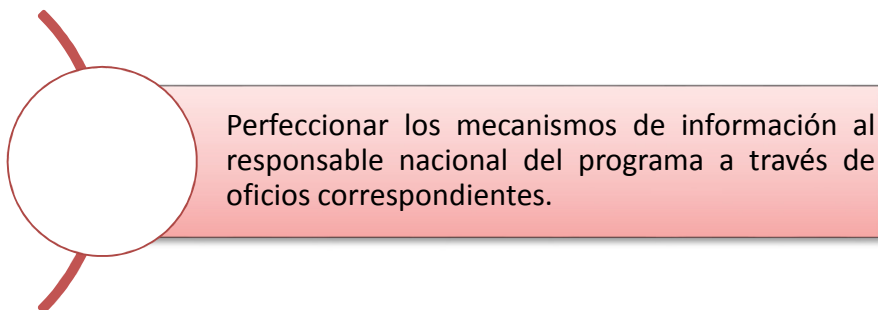 Perfeccionar los mecanismos de información al
responsable nacional del programa a través de
oficios correspondientes.